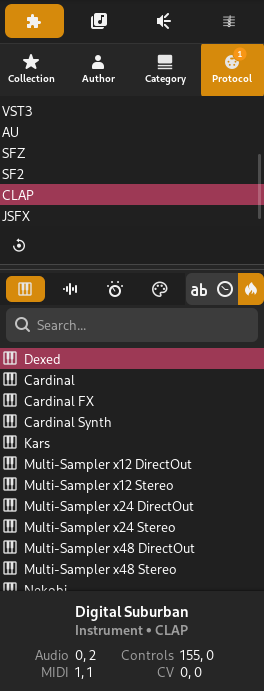 1
Collection Author Category Protocol
VST3
AU
SFZ
SF2
CLAP
JSFX
ab
Search...
Dexed
Cardinal
Cardinal FX
Cardinal Synth
Kars
Multi-Sampler x12 DirectOut
Multi-Sampler x12 Stereo
Multi-Sampler x24 DirectOut
Multi-Sampler x24 Stereo
Multi-Sampler x48 DirectOut
Multi-Sampler x48 Stereo
Nekobi
Digital Suburban
Instrument • CLAP
Audio 0, 2 Controls 155, 0
MIDI 1, 1 CV 0, 0